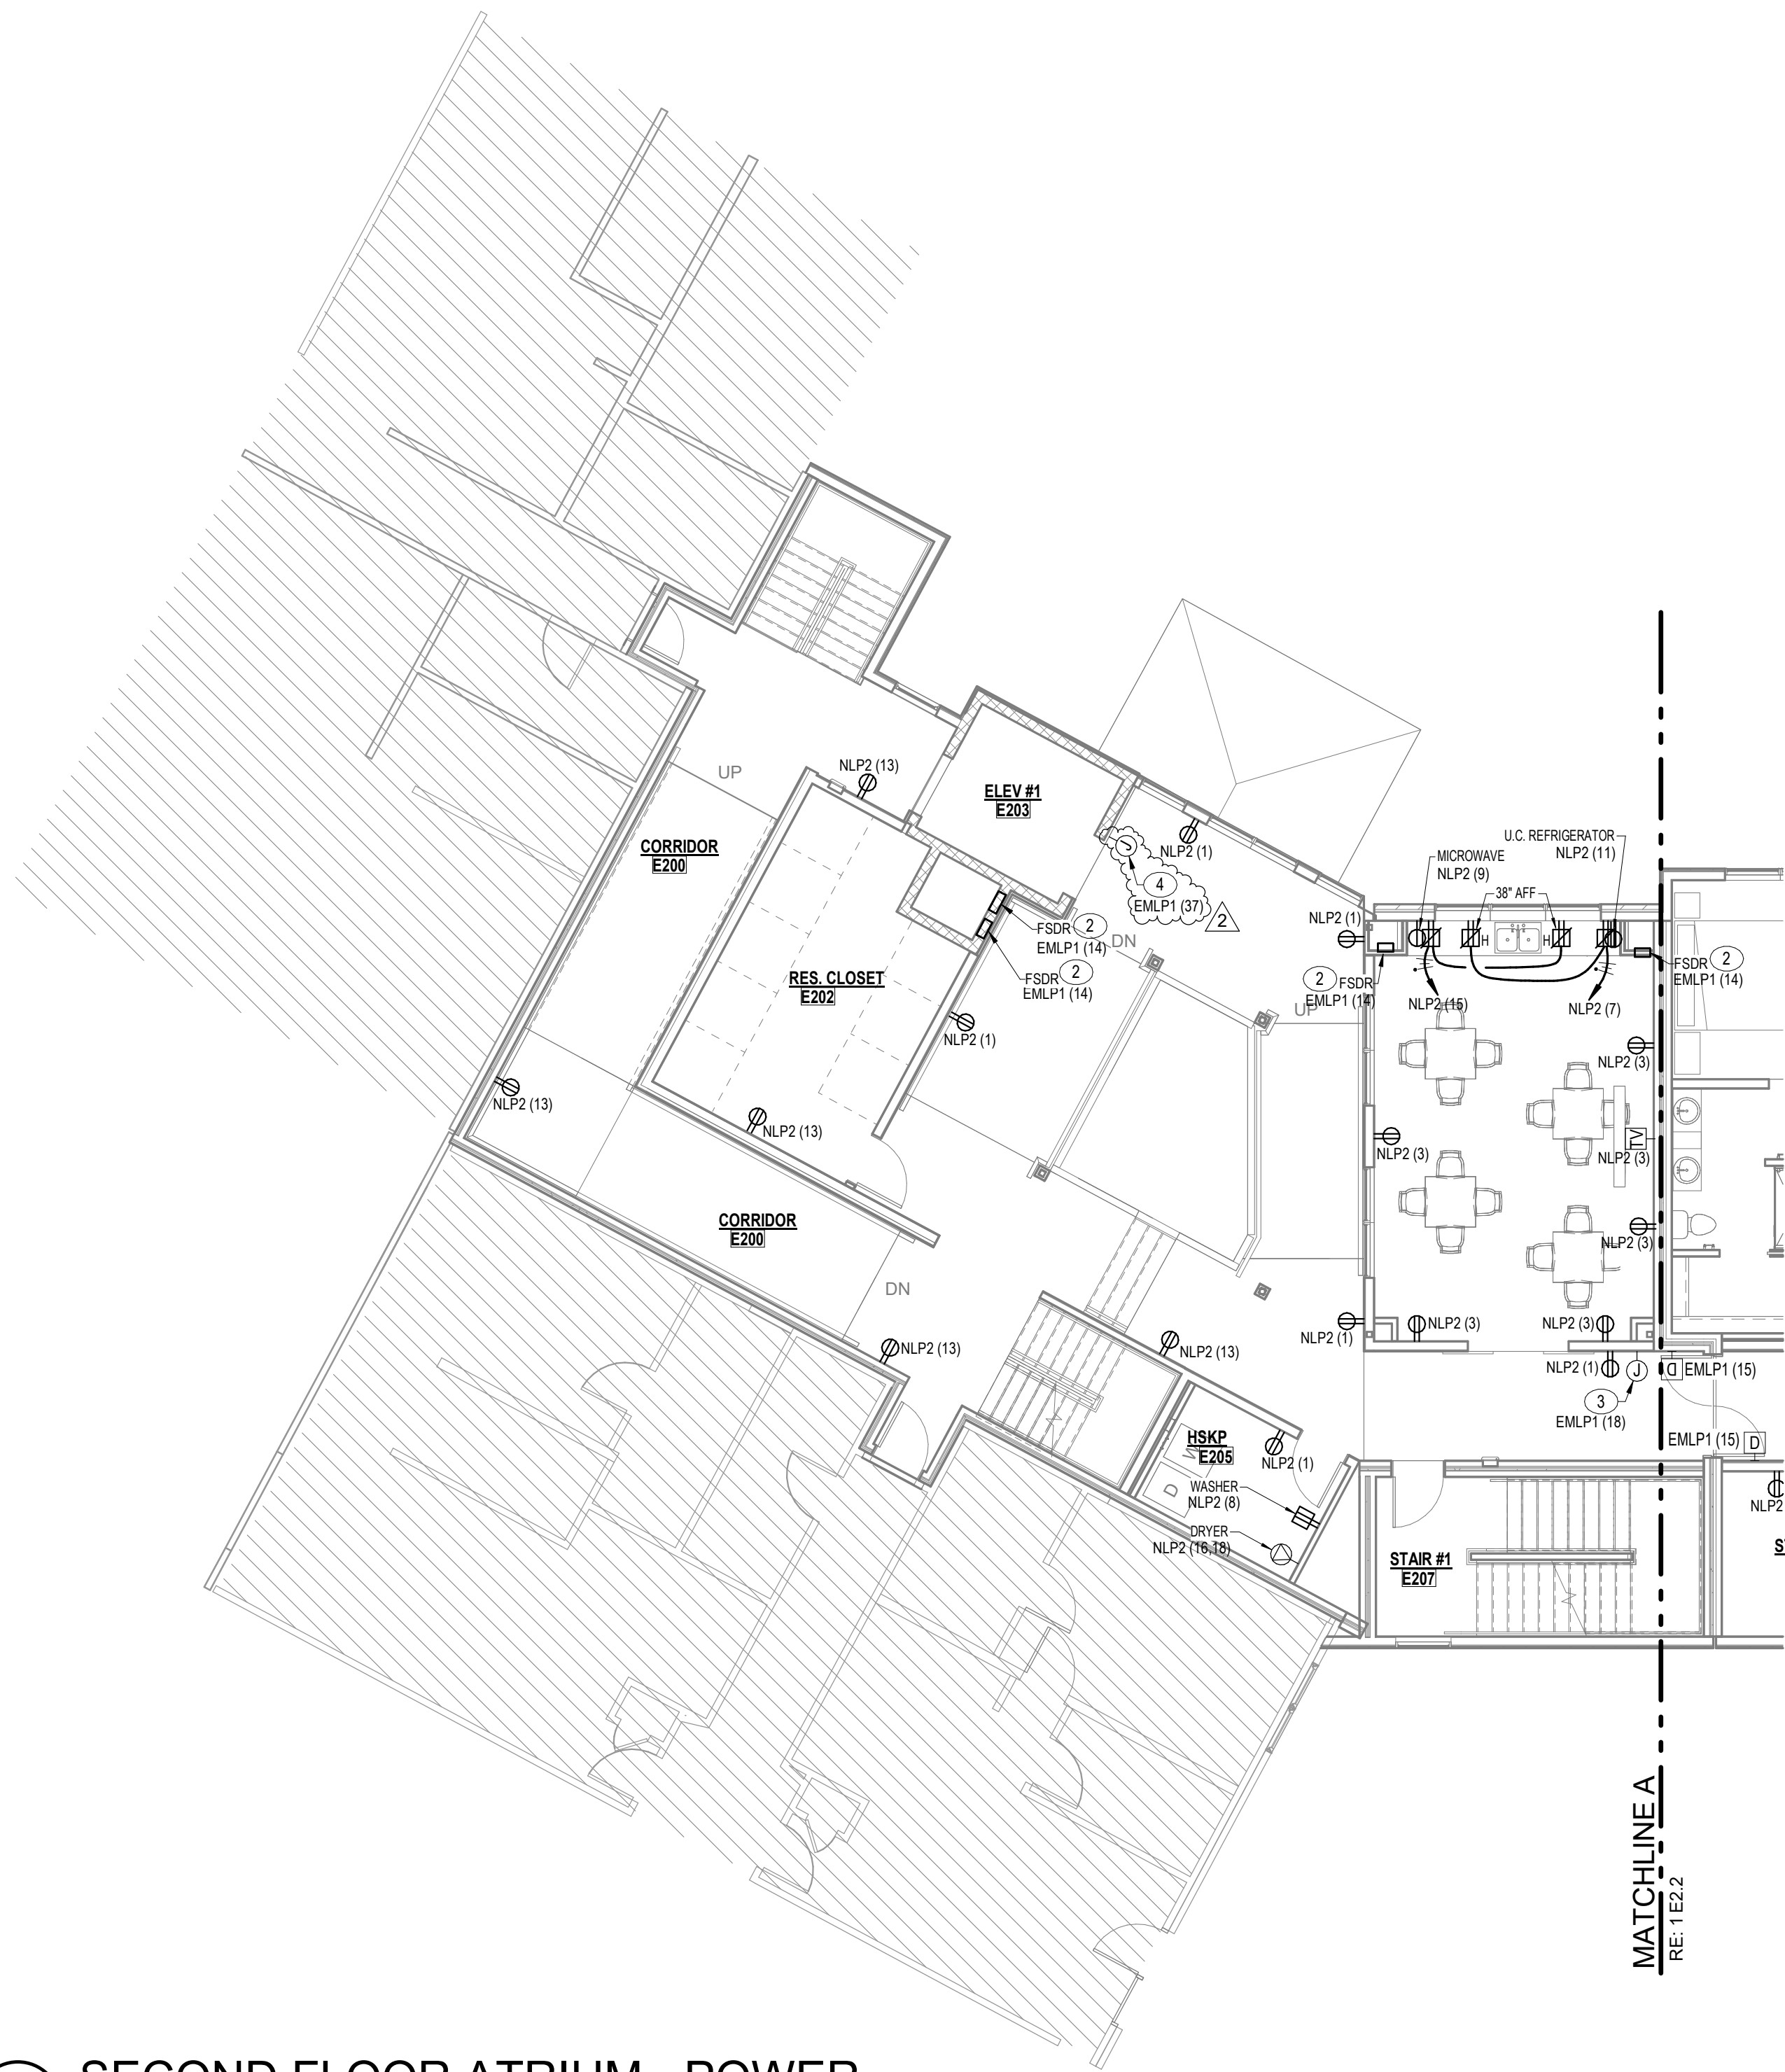 UP
NLP2 (13)
ELEV #1
E203
CORRIDOR
E200
J
NLP2 (1)
4
EMLP1 (37)
2
U.C. REFRIGERATOR
NLP2 (11)
MICROWAVE
NLP2 (9)
38" AFF
NLP2 (1)
H
H
FSDR
2
EMLP1 (14)
DN
FSDR
2
EMLP1 (14)
2
FSDR
EMLP1 (14)
UP
FSDR
2
EMLP1 (14)
NLP2 (15)
NLP2 (7)
RES. CLOSET
E202
NLP2 (1)
NLP2 (3)
NLP2 (13)
NLP2 (13)
NLP2 (3)
TV
NLP2 (3)
CORRIDOR
E200
NLP2 (3)
DN
NLP2 (13)
NLP2 (13)
NLP2 (1)
NLP2 (3)
NLP2 (3)
NLP2 (1)
J
D
EMLP1 (15)
3
EMLP1 (18)
EMLP1 (15)
D
HSKP
E205
W
D
NLP2 (1)
WASHER
NLP2 (8)
DRYER
NLP2 (16,18)
STAIR #1
E207
NLP2
MATCHLINE A
RE: 1 E2.2
SECOND FLOOR ATRIUM - POWER